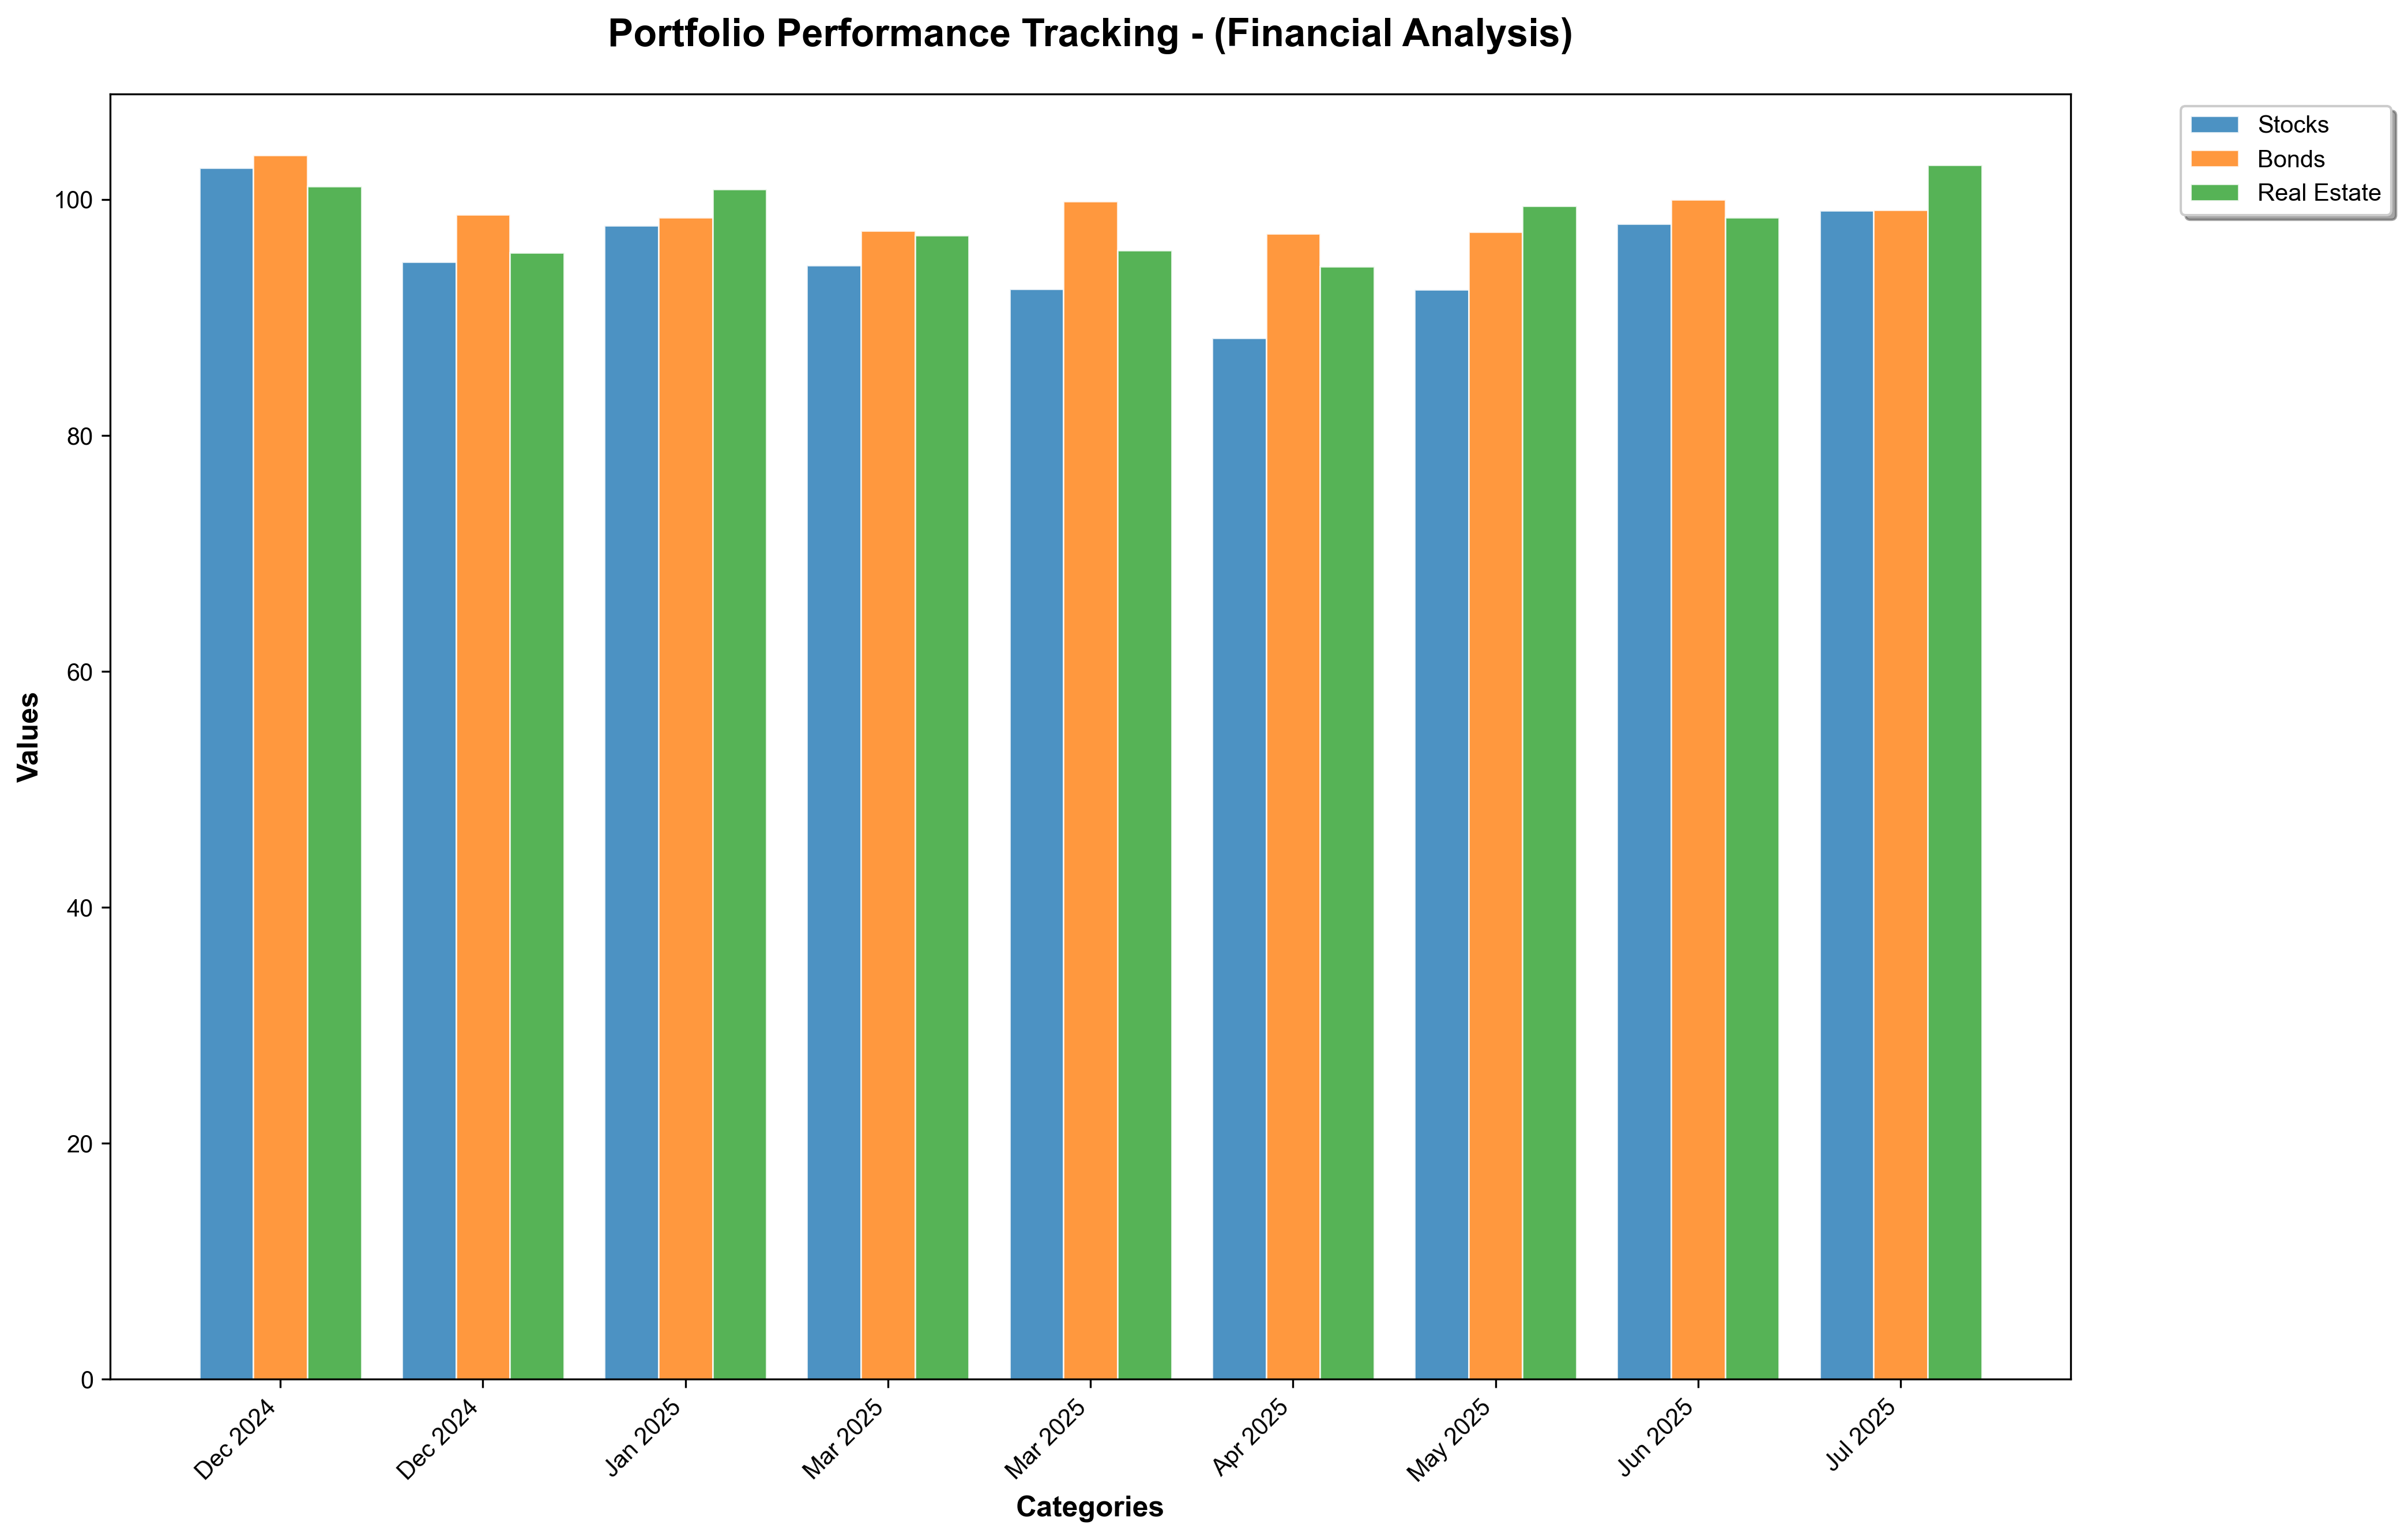 Portfolio Performance Tracking - (Financial Analysis)
Stocks
Bonds
Real Estate
Values
100
80
60
40
20
0
Dec 2024
Dec 2024
Jan 2025
Mar 2025
Mar 2025
Apr 2025
May 2025
Jun 2025
Jul 2025
Categories